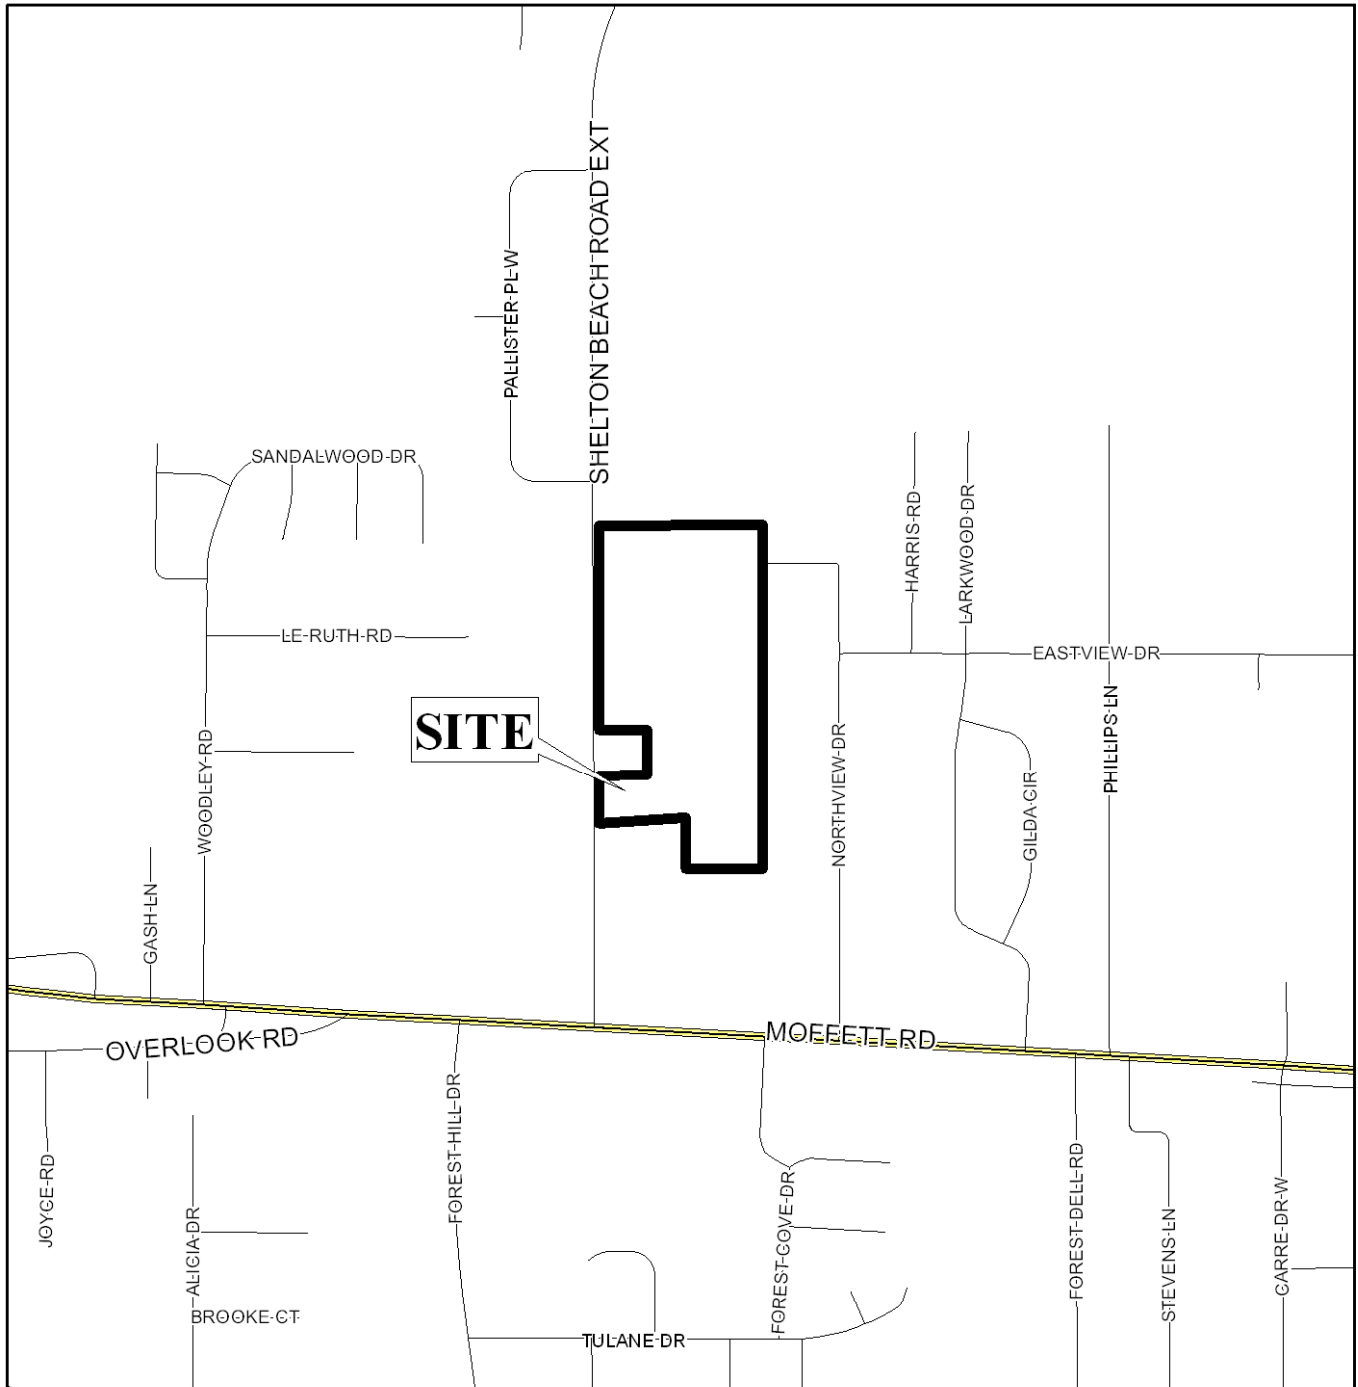 SHELTON BEACH ROAD EXT
PALLISTER PL W
SANDALWOOD DR
HARRIS RD
LARKWOOD DR
LE RUTH RD
EASTVIEW DR
SITE
PHILLIPS LN
WOODLEY RD
NORTHVIEW DR
GILDA CIR
GASH LN
OVERLOOK RD
MOFFETT RD
JOYCE RD
FOREST HILL DR
ALICIA DR
FOREST COVE DR
FOREST DELL RD
STEVENS LN
CARRE DR W
BROOKE CT
TULANE DR